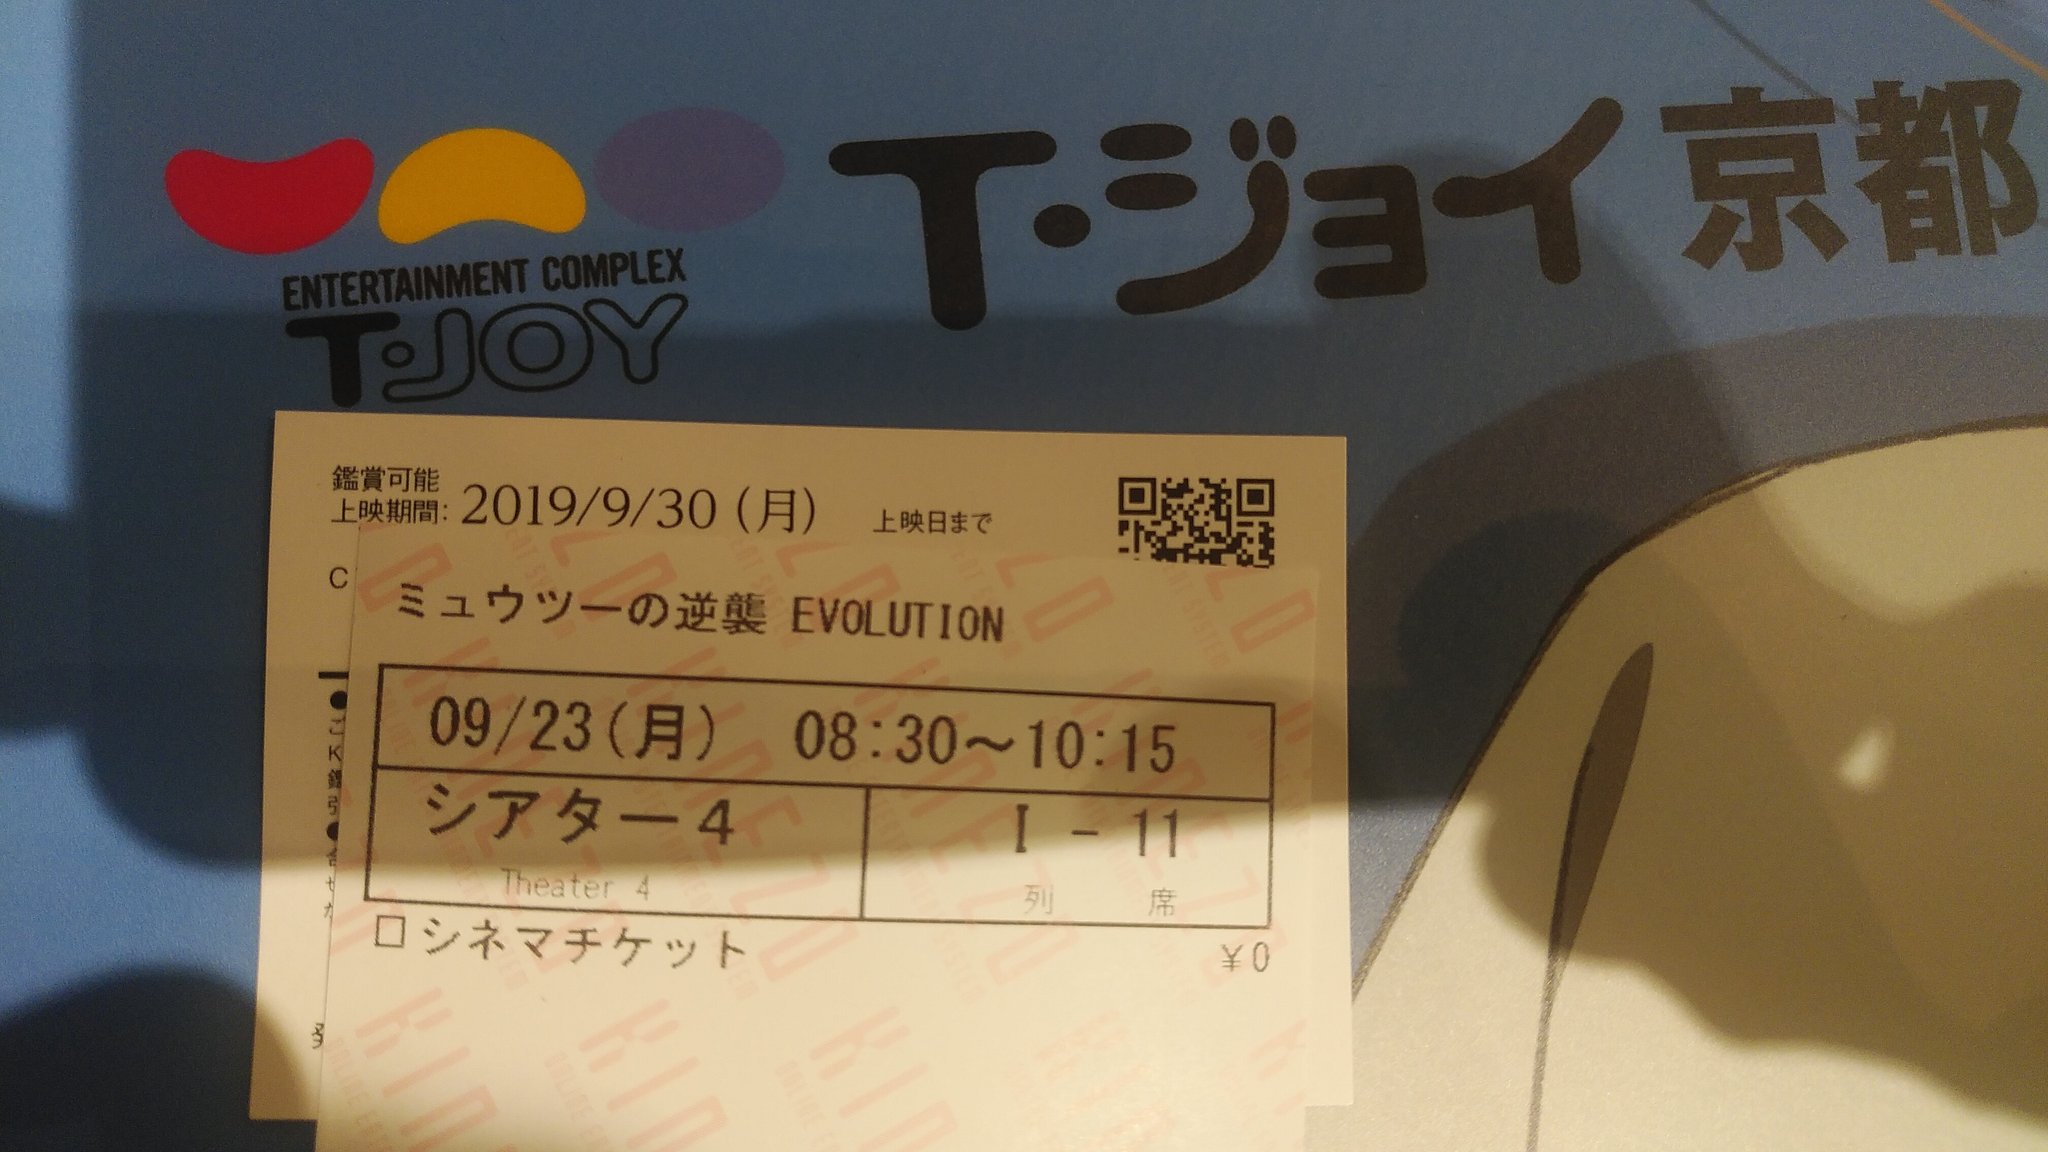 T・ジョイ京都
ENTERTAINMENT COMPLEX
T・JOY
鑑賞可能
上映期間: 2019/9/30 (月) 上映日まで
C
ミュウツーの逆襲 EVOLUTION
09/23(月) 08:30～10:15
シアター4
Theater 4
I - 11
列 席
□ シネマチケット
¥0